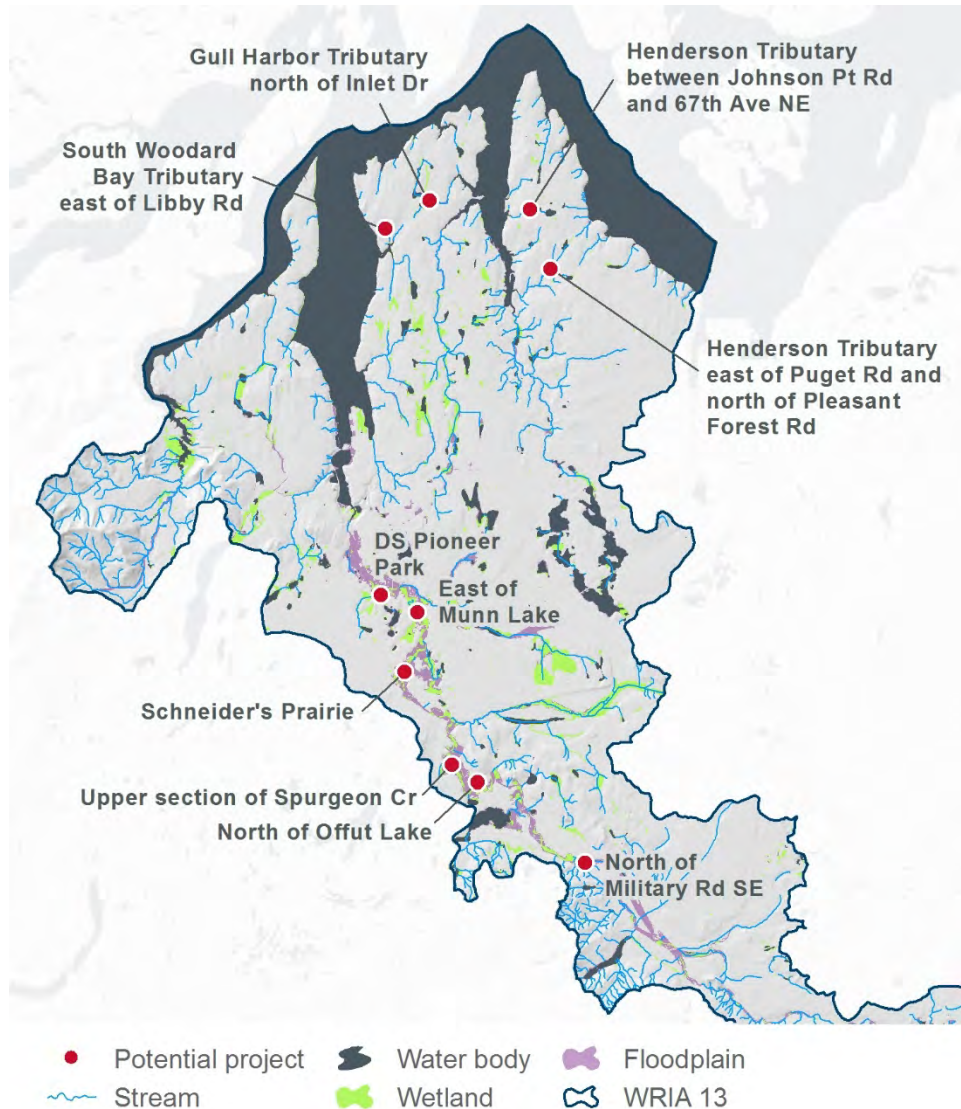 Gull Harbor Tributary
north of Inlet Dr
Henderson Tributary
between Johnson Pt Rd
and 67th Ave NE
South Woodard
Bay Tributary
east of Libby Rd
Henderson Tributary
east of Puget Rd and
north of Pleasant
Forest Rd
DS Pioneer
Park
East of
Munn Lake
Schneider's Prairie
Upper section of Spurgeon Cr
North of Offut Lake
North of
Military Rd SE
Potential project
Water body
Floodplain
Stream
Wetland
WRIA 13